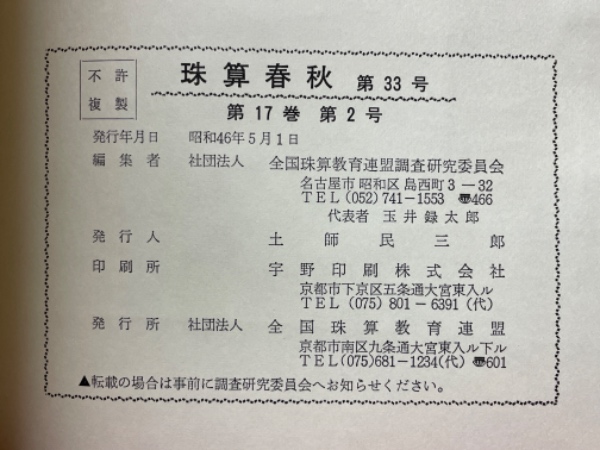 不許
複製
珠算春秋 第33号
第17巻 第2号
発行年月日 昭和46年5月1日
編集者 社団法人 全国珠算教育連盟調査研究委員会
名古屋市昭和区島西町3-32
TEL(052)741-1553 〠466
代表者 玉井録太郎
発行人 土師民三郎
印刷所 宇野印刷株式会社
京都市下京区五条通大宮東入ル
TEL(075)801-6391(代)
発行所 社団法人 全国珠算教育連盟
京都市南区九条通大宮東入ル下ル
TEL(075)681-1234(代)〠601
▲転載の場合は事前に調査研究委員会へお知らせください。